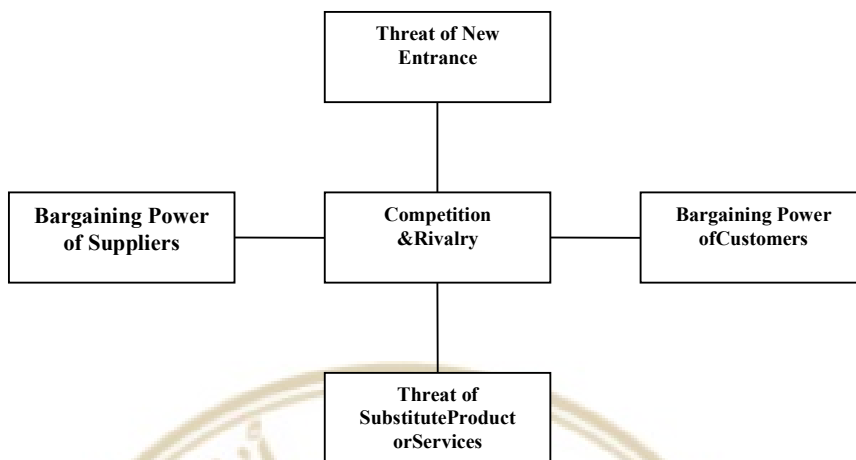 Threat of New
Entrance
Bargaining Power
of Suppliers
Competition
&Rivalry
Bargaining Power
ofCustomers
Threat of
SubstituteProduct
orServices